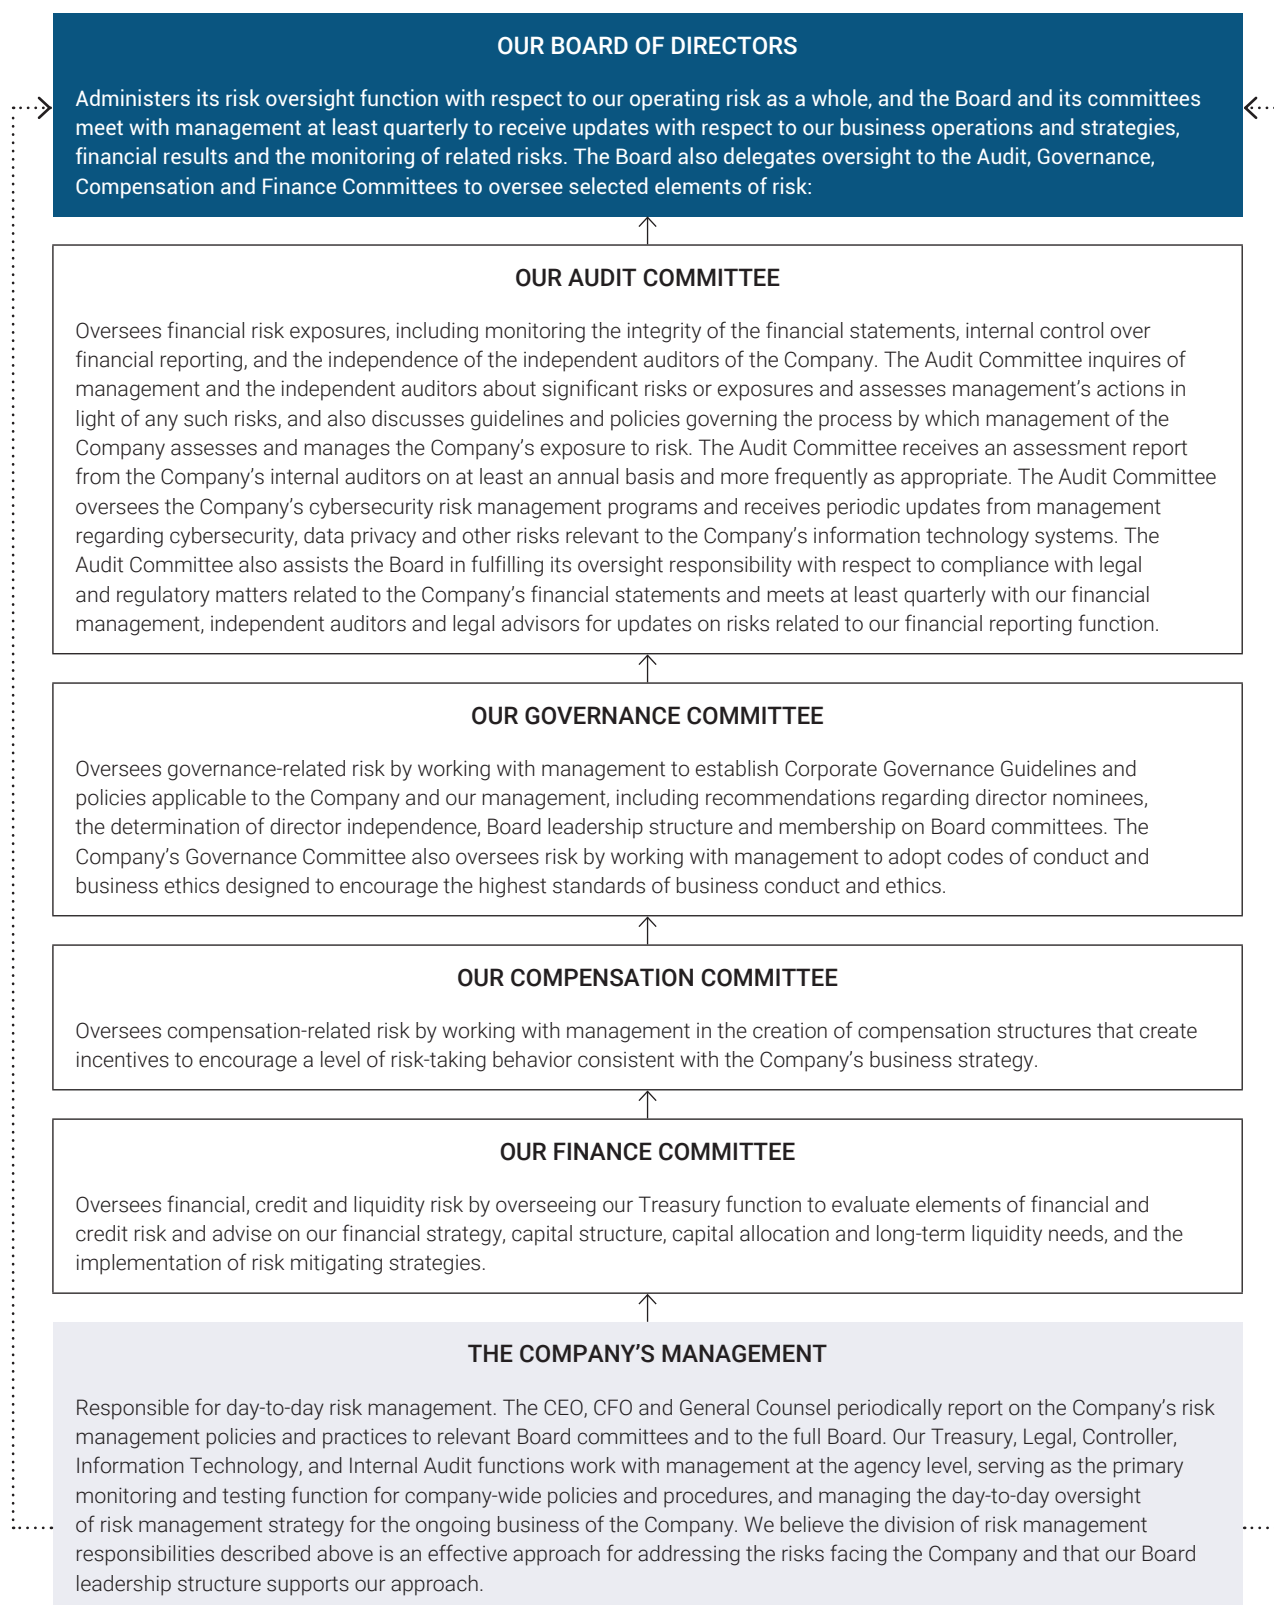 OUR BOARD OF DIRECTORS
Administers its risk oversight function with respect to our operating risk as a whole, and the Board and its committees
meet with management at least quarterly to receive updates with respect to our business operations and strategies,
financial results and the monitoring of related risks. The Board also delegates oversight to the Audit, Governance,
Compensation and Finance Committees to oversee selected elements of risk:
OUR AUDIT COMMITTEE
Oversees financial risk exposures, including monitoring the integrity of the financial statements, internal control over
financial reporting, and the independence of the independent auditors of the Company. The Audit Committee inquires of
management and the independent auditors about significant risks or exposures and assesses management’s actions in
light of any such risks, and also discusses guidelines and policies governing the process by which management of the
Company assesses and manages the Company’s exposure to risk. The Audit Committee receives an assessment report
from the Company’s internal auditors on at least an annual basis and more frequently as appropriate. The Audit Committee
oversees the Company’s cybersecurity risk management programs and receives periodic updates from management
regarding cybersecurity, data privacy and other risks relevant to the Company’s information technology systems. The
Audit Committee also assists the Board in fulfilling its oversight responsibility with respect to compliance with legal
and regulatory matters related to the Company’s financial statements and meets at least quarterly with our financial
management, independent auditors and legal advisors for updates on risks related to our financial reporting function.
OUR GOVERNANCE COMMITTEE
Oversees governance-related risk by working with management to establish Corporate Governance Guidelines and
policies applicable to the Company and our management, including recommendations regarding director nominees,
the determination of director independence, Board leadership structure and membership on Board committees. The
Company’s Governance Committee also oversees risk by working with management to adopt codes of conduct and
business ethics designed to encourage the highest standards of business conduct and ethics.
OUR COMPENSATION COMMITTEE
Oversees compensation-related risk by working with management in the creation of compensation structures that create
incentives to encourage a level of risk-taking behavior consistent with the Company’s business strategy.
OUR FINANCE COMMITTEE
Oversees financial, credit and liquidity risk by overseeing our Treasury function to evaluate elements of financial and
credit risk and advise on our financial strategy, capital structure, capital allocation and long-term liquidity needs, and the
implementation of risk mitigating strategies.
THE COMPANY’S MANAGEMENT
Responsible for day-to-day risk management. The CEO, CFO and General Counsel periodically report on the Company’s risk
management policies and practices to relevant Board committees and to the full Board. Our Treasury, Legal, Controller,
Information Technology, and Internal Audit functions work with management at the agency level, serving as the primary
monitoring and testing function for company-wide policies and procedures, and managing the day-to-day oversight
of risk management strategy for the ongoing business of the Company. We believe the division of risk management
responsibilities described above is an effective approach for addressing the risks facing the Company and that our Board
leadership structure supports our approach.